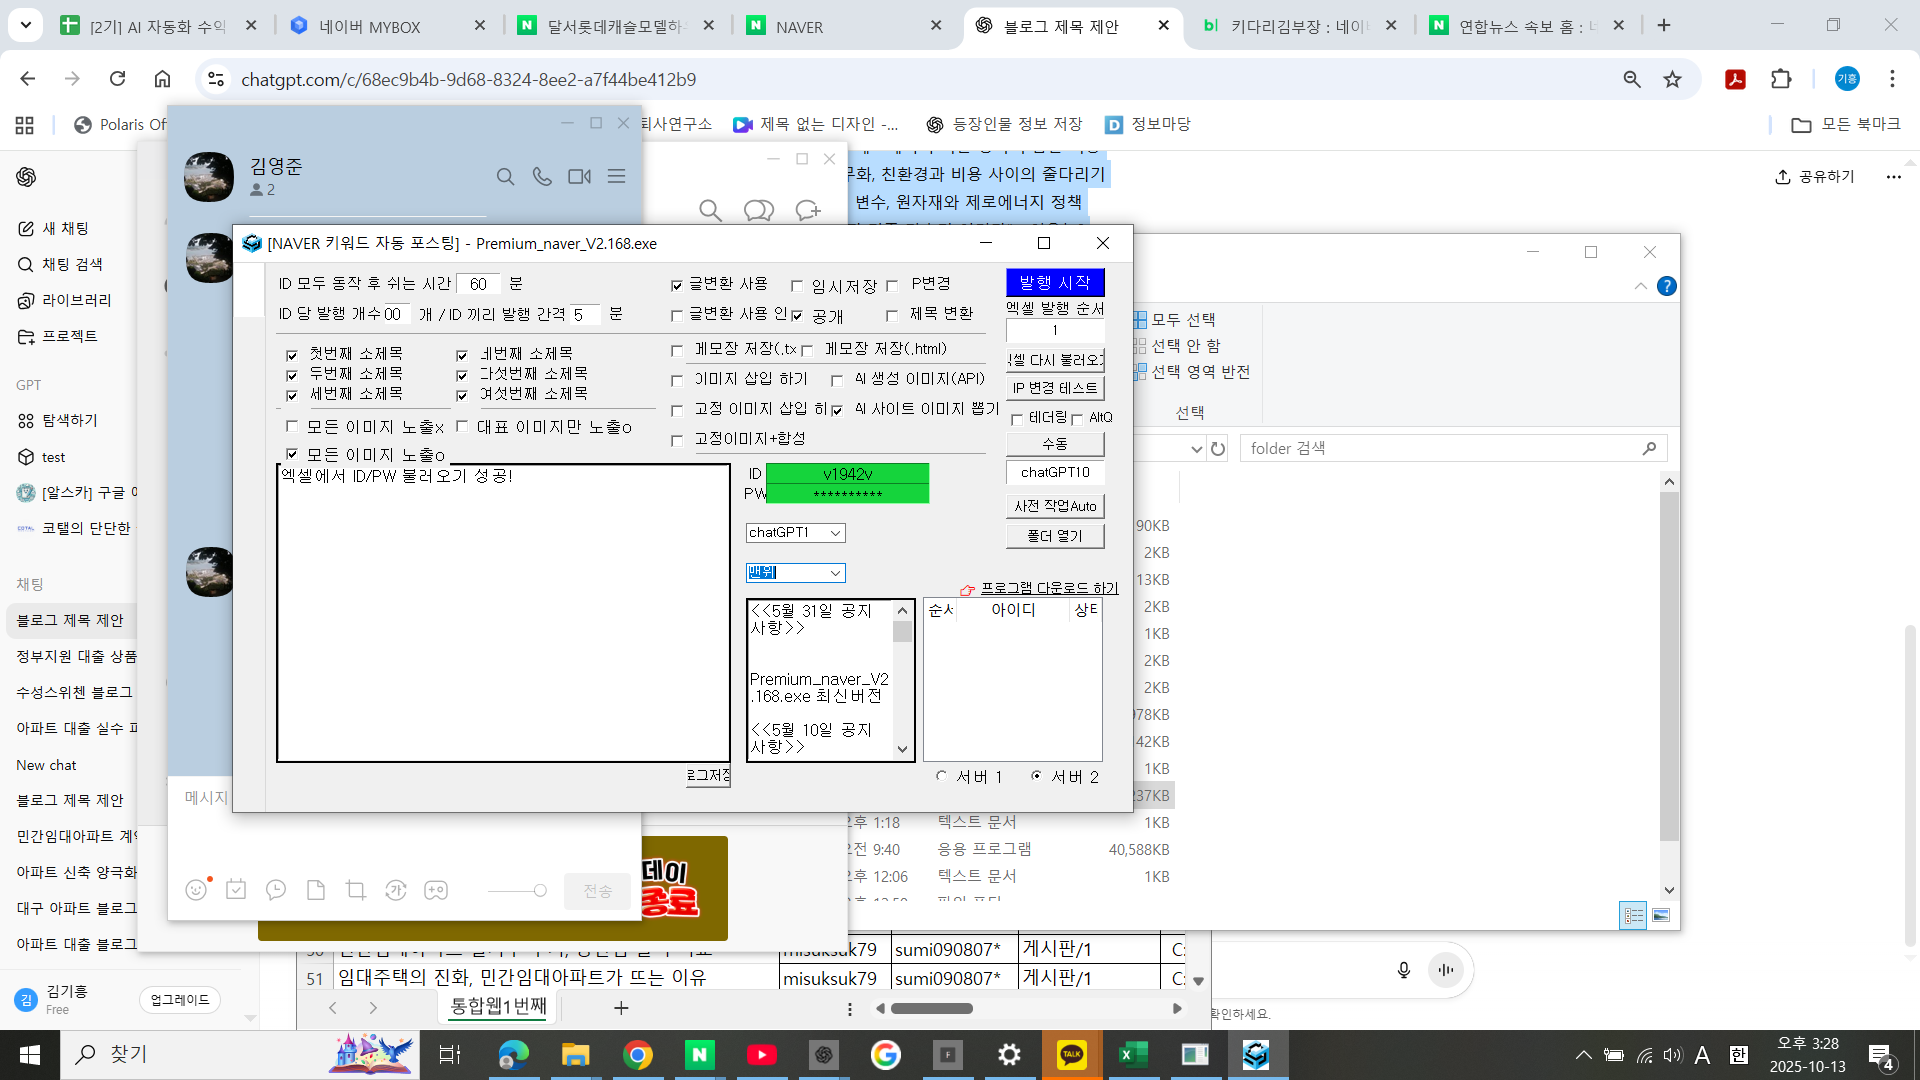 [2기] AI 자동화 수익
네이버 MYBOX
달서롯데캐슬모델하
NAVER
블로그 제목 제안
키다리김부장 : 네이
연합뉴스 속보 홈 :
chatgpt.com/c/68ec9b4b-9d68-8324-8ee2-a7f44be412b9
기흥
Polaris Of
퇴사연구소
제목 없는 디자인 -...
등장인물 정보 저장
정보마당
모든 북마크
새 채팅
채팅 검색
라이브러리
프로젝트
GPT
탐색하기
test
[알스카] 구글
코탤의 단단한
채팅
블로그 제목 제안
정부지원 대출 상품
수성스위첸 블로그
아파트 대출 실수
New chat
블로그 제목 제안
민간임대아파트
아파트 신축 양극화
대구 아파트 블로그
아파트 대출 블로그
김
김기흥
Free
업그레이드
김영준
2
메시지
전송
데이
종료
화, 친환경과 비용 사이의 줄다리기
변수, 원자재와 제로에너지 정책
공유하기
[NAVER 키워드 자동 포스팅] - Premium_naver_V2.168.exe
ID 모두 동작 후 쉬는 시간 60 분
ID 당 발행 개수 00 개 / ID 끼리 발행 간격 5 분
첫번째 소제목
두번째 소제목
세번째 소제목
네번째 소제목
다섯번째 소제목
여섯번째 소제목
모든 이미지 노출x
대표 이미지만 노출o
모든 이미지 노출o
글변환 사용
임시저장
P변경
글변환 사용 인
공개
제목 변환
메모장 저장(.tx
메모장 저장(.html)
이미지 삽입 하기
AI 생성 이미지(API)
고정 이미지 삽입 히
AI 사이트 이미지 뽑기
고정이미지+합성
발행 시작
엑셀 발행 순서
1
셀 다시 불러오
IP 변경 테스트
테더링
AltQ
수동
chatGPT10
사전 작업Auto
폴더 열기
엑셀에서 ID/PW 불러오기 성공!
ID v1942v
PW **********
chatGPT1
맨위
프로그램 다운로드 하기
<<5월 31일 공지
사항>>
Premium_naver_V2
.168.exe 최신버전
<<5월 10일 공지
사항>>
순서
아이디
상태
로그저장
서버 1
서버 2
모두 선택
선택 안 함
선택 영역 반전
선택
folder 검색
90KB
2KB
13KB
2KB
1KB
2KB
2KB
978KB
42KB
1KB
237KB
오후 1:18 텍스트 문서 1KB
오전 9:40 응용 프로그램 40,588KB
오후 12:06 텍스트 문서 1KB
misuksuk79 sumi090807* 게시판/1 C:
51 임대주택의 진화, 민간임대아파트가 뜨는 이유 misuksuk79 sumi090807* 게시판/1 C:
통합웹1번째
확인하세요.
찾기
TALK
A
한
오후 3:28
2025-10-13
4